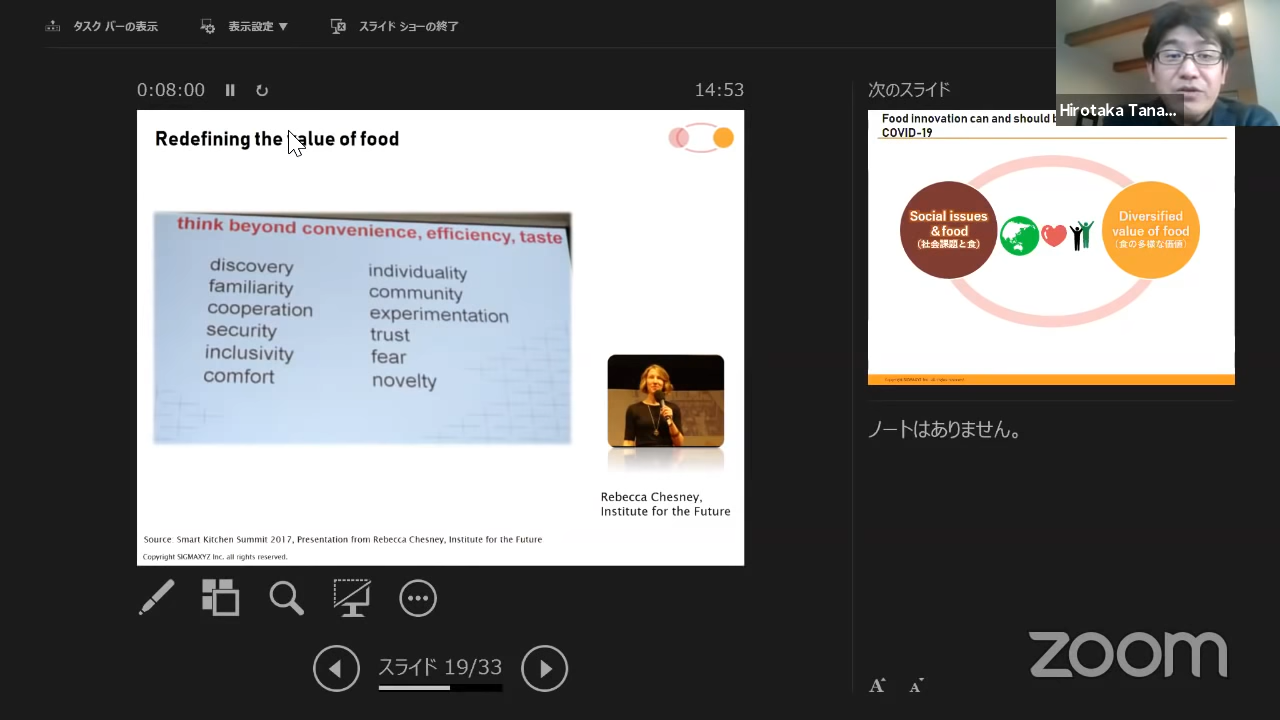 タスク バーの表示
表示設定 ▼
スライド ショーの終了
0:08:00
14:53
Redefining the value of food
think beyond convenience, efficiency, taste
discovery
familiarity
cooperation
security
inclusivity
comfort
individuality
community
experimentation
trust
fear
novelty
Rebecca Chesney,
Institute for the Future
Source: Smart Kitchen Summit 2017, Presentation from Rebecca Chesney, Institute for the Future
Copyright SIGMAXYZ Inc. all rights reserved.
スライド 19/33
次のスライド
Hirotaka Tana...
Food innovation can and should b
COVID-19
Social issues
&food
(社会課題と食)
Diversified
value of food
(食の多様な価値)
Copyright SIGMAXYZ Inc. all rights reserved.
ノートはありません。
A A
zoom